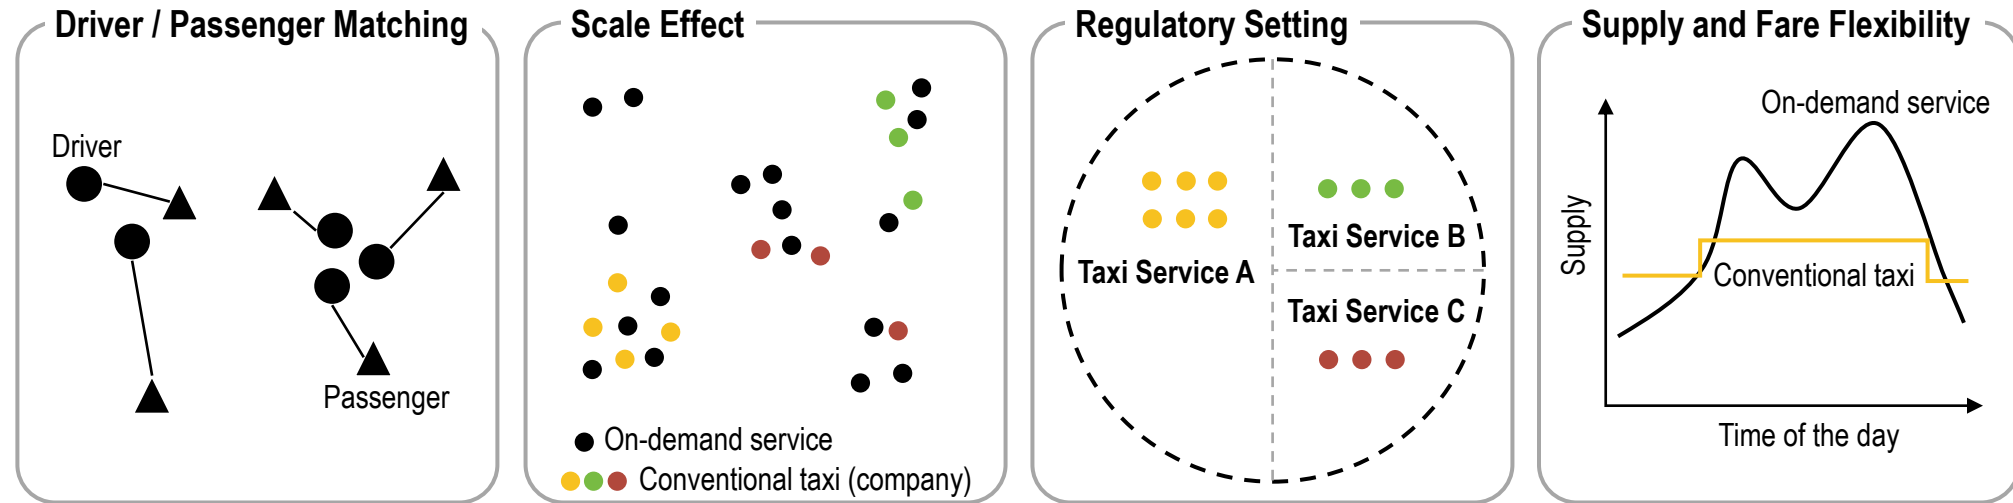 Driver / Passenger Matching
Driver
Passenger
Scale Effect
On-demand service
Conventional taxi (company)
Regulatory Setting
Taxi Service A
Taxi Service B
Taxi Service C
Supply and Fare Flexibility
On-demand service
Supply
Conventional taxi
Time of the day